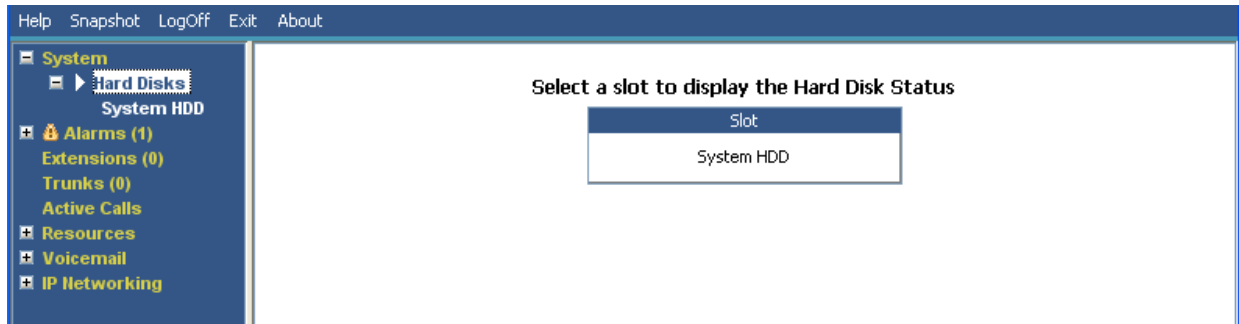 Help Snapshot LogOff Exit About
System
Hard Disks
System HDD
Alarms (1)
Extensions (0)
Trunks (0)
Active Calls
Resources
Voicemail
IP Networking
Select a slot to display the Hard Disk Status
Slot
System HDD